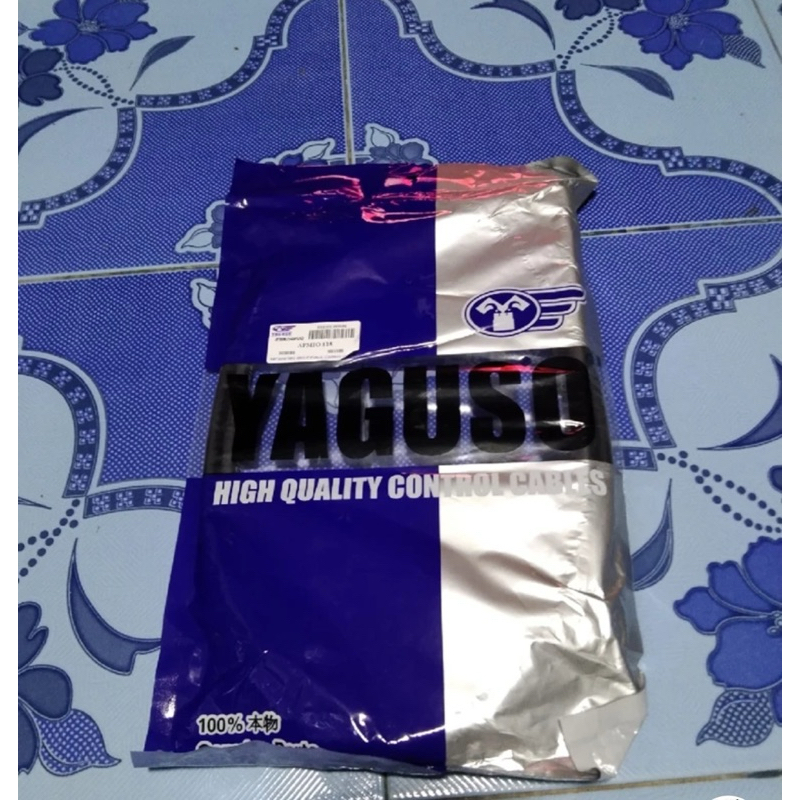 YAGUSO
HIGH QUALITY CONTROL CABLES
100% 本物